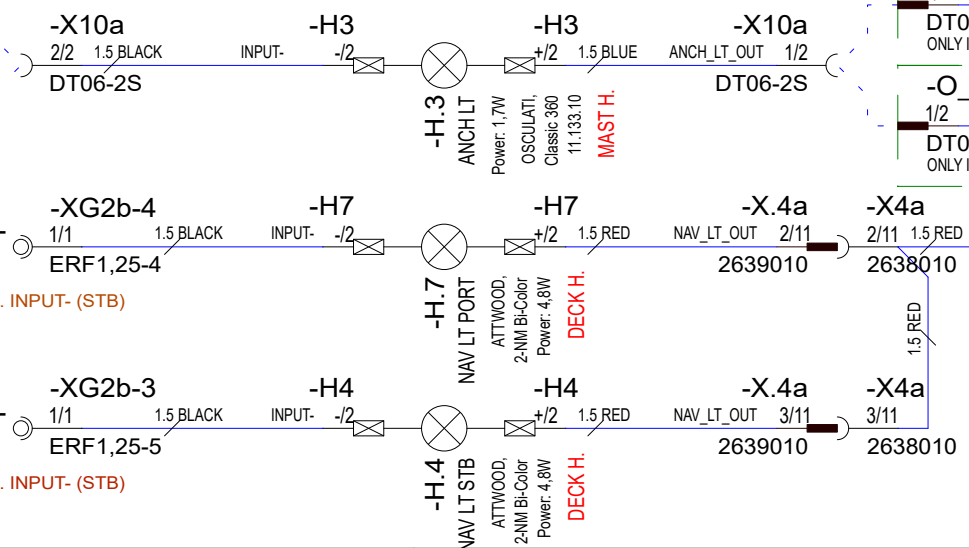 -X10a
-H3
-H3
-X10a
DT0
2/2
1.5 BLACK
INPUT-
-/2
+/2
1.5 BLUE
ANCH_LT_OUT
1/2
ONLY I
DT06-2S
DT06-2S
-H.3
ANCH LT
Power: 1,7W
OSCULATI,
Classic 360
11.133.10
MAST H.
-O_
1/2
DT0
ONLY I
-XG2b-4
-H7
-H7
-X.4a
-X4a
1/1
1.5 BLACK
INPUT-
-/2
+/2
1.5 RED
NAV_LT_OUT
2/11
2/11
1.5 RED
ERF1,25-4
2639010
2638010
. INPUT- (STB)
-H.7
NAV LT PORT
ATTWOOD,
2-NM Bi-Color
Power: 4,8W
DECK H.
1.5 RED
-XG2b-3
-H4
-H4
-X.4a
-X4a
1/1
1.5 BLACK
INPUT-
-/2
+/2
1.5 RED
NAV_LT_OUT
3/11
3/11
ERF1,25-5
2639010
2638010
. INPUT- (STB)
-H.4
NAV LT STB
ATTWOOD,
2-NM Bi-Color
Power: 4,8W
DECK H.